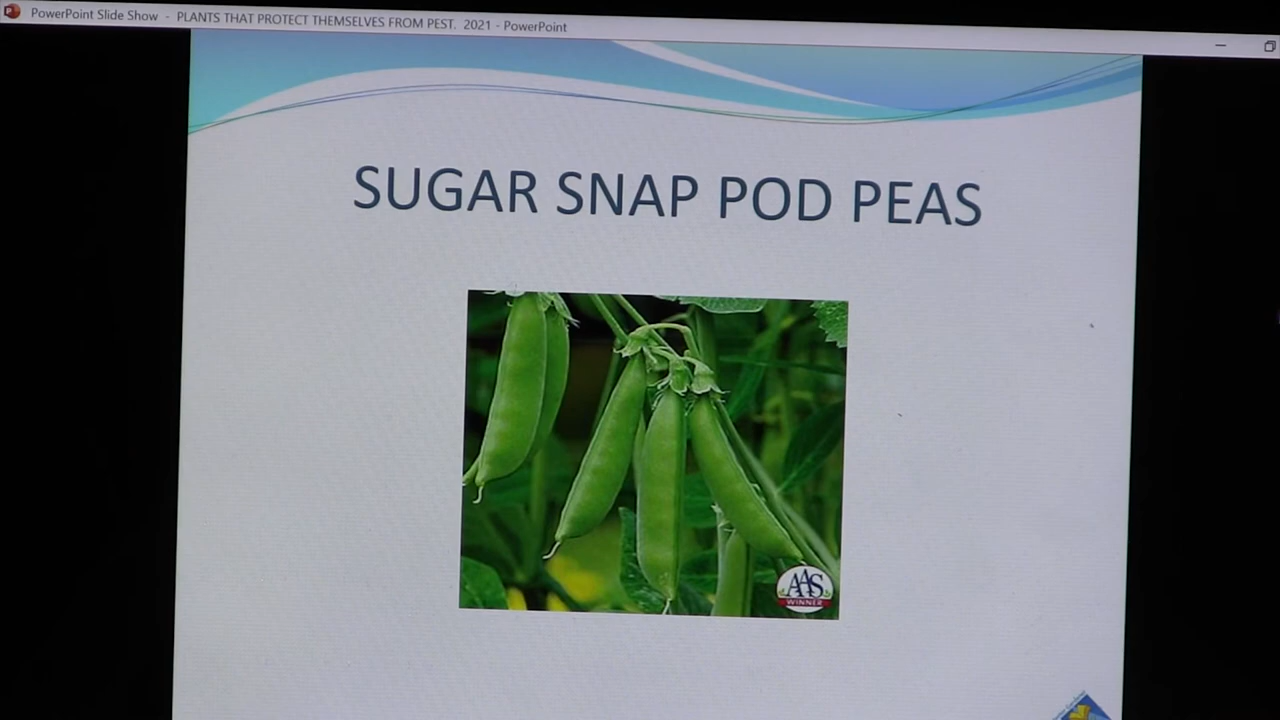 PowerPoint Slide Show - PLANTS THAT PROTECT THEMSELVES FROM PEST. 2021 - PowerPoint
SUGAR SNAP POD PEAS
AAS
WINNER